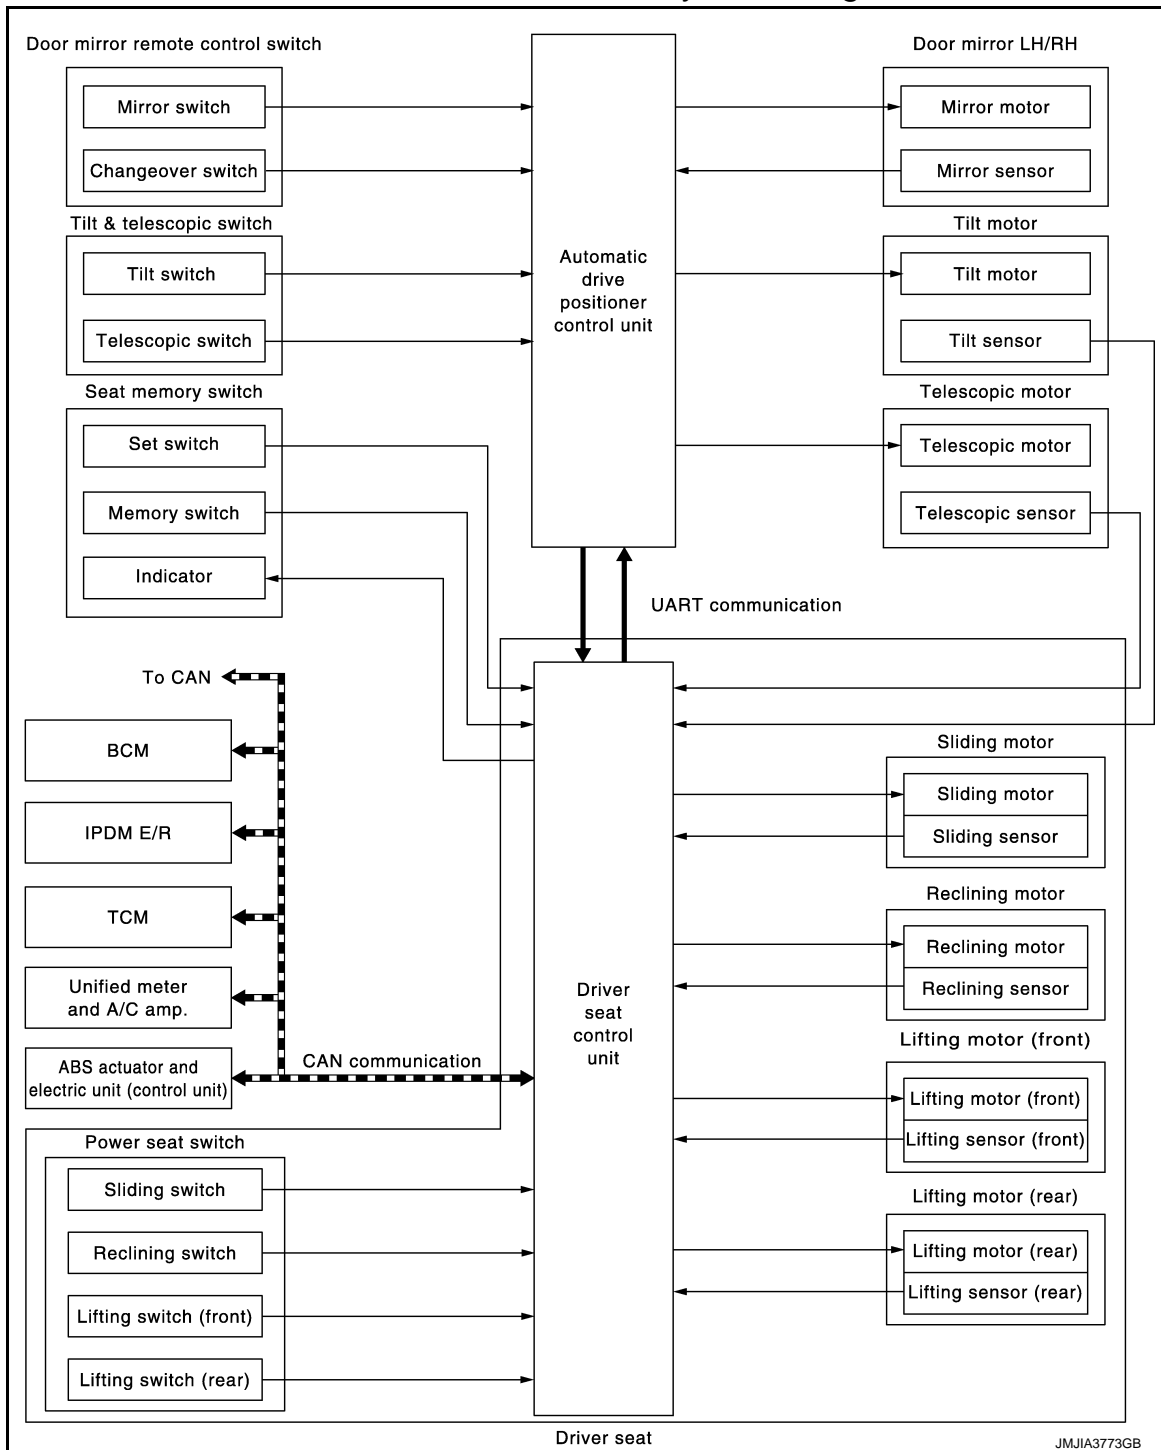 Door mirror remote control switch
Mirror switch
Changeover switch
Tilt & telescopic switch
Tilt switch
Telescopic switch
Seat memory switch
Set switch
Memory switch
Indicator
Automatic
drive
positioner
control unit
Door mirror LH/RH
Mirror motor
Mirror sensor
Tilt motor
Tilt motor
Tilt sensor
Telescopic motor
Telescopic motor
Telescopic sensor
UART communication
To CAN
BCM
IPDM E/R
TCM
Unified meter
and A/C amp.
ABS actuator and
electric unit (control unit)
CAN communication
Driver
seat
control
unit
Sliding motor
Sliding motor
Sliding sensor
Reclining motor
Reclining motor
Reclining sensor
Lifting motor (front)
Lifting motor (front)
Lifting sensor (front)
Lifting motor (rear)
Lifting motor (rear)
Lifting sensor (rear)
Power seat switch
Sliding switch
Reclining switch
Lifting switch (front)
Lifting switch (rear)
Driver seat
JMJIA3773GB